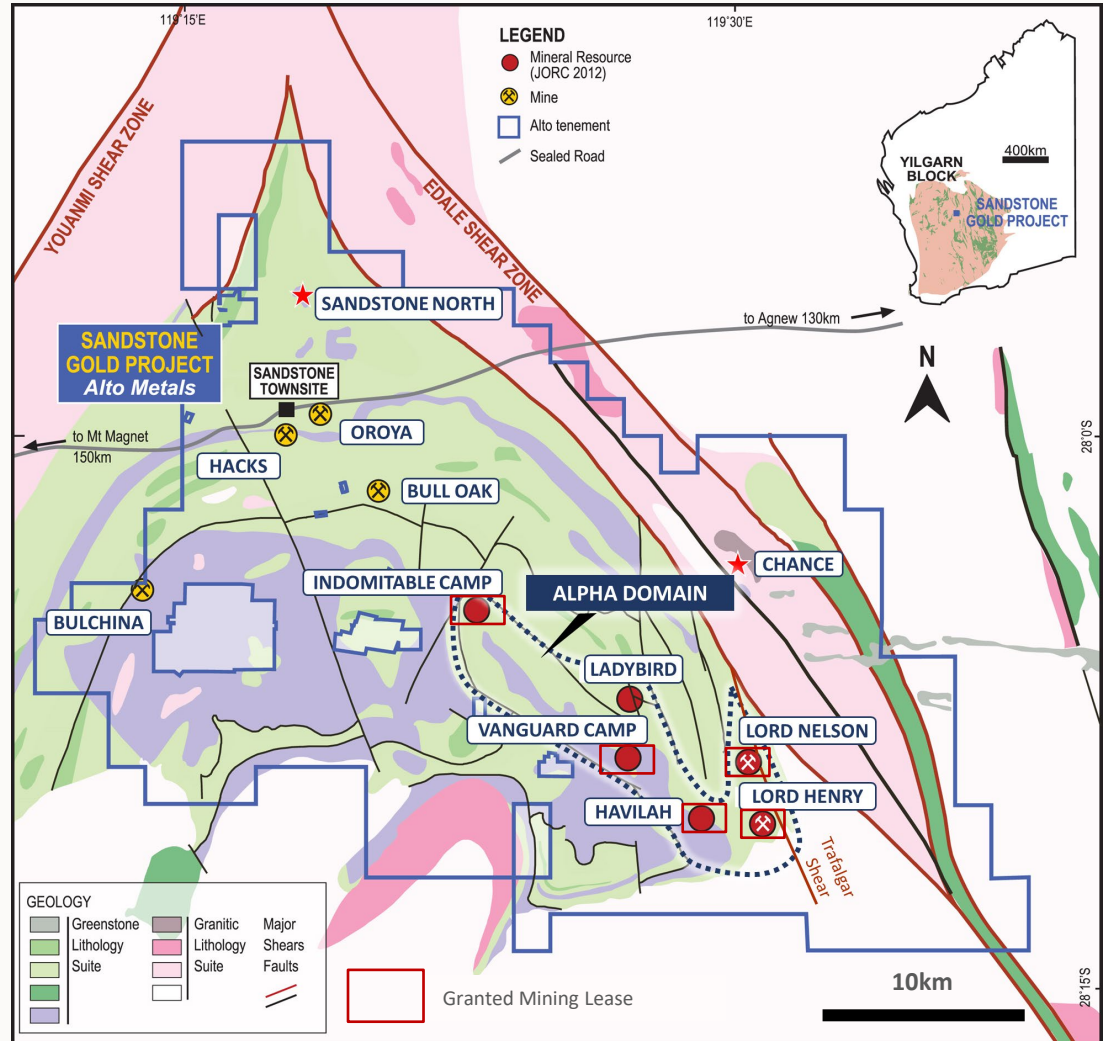 119°15'E
119°30'E
LEGEND
Mineral Resource
(JORC 2012)
Mine
Alto tenement
Sealed Road
400km
YILGARN
BLOCK
SANDSTONE
GOLD PROJECT
YOUANMI SHEAR ZONE
EDALE SHEAR ZONE
SANDSTONE NORTH
to Agnew 130km
SANDSTONE
GOLD PROJECT
Alto Metals
SANDSTONE
TOWNSITE
N
to Mt Magnet
150km
OROYA
28°0'S
HACKS
BULL OAK
CHANCE
INDOMITABLE CAMP
ALPHA DOMAIN
BULCHINA
LADYBIRD
VANGUARD CAMP
LORD NELSON
HAVILAH
LORD HENRY
Trafalgar
Shear
GEOLOGY
Greenstone
Lithology
Suite
Granitic
Lithology
Suite
Major
Shears
Faults
Granted Mining Lease
10km
28°15'S